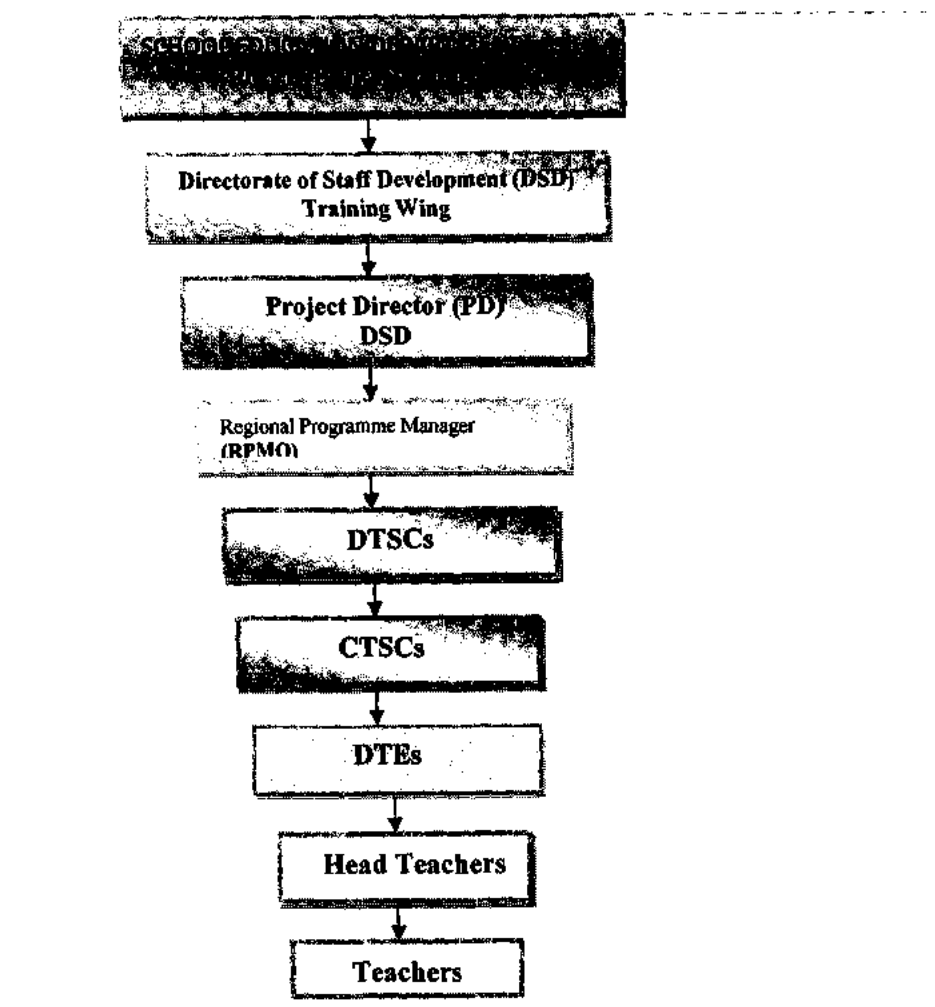 Directorate of Staff Development (DSD)
Training Wing
Project Director (PD)
DSD
Regional Programme Manager
(RPMO)
DTSCs
CTSCs
DTEs
Head Teachers
Teachers